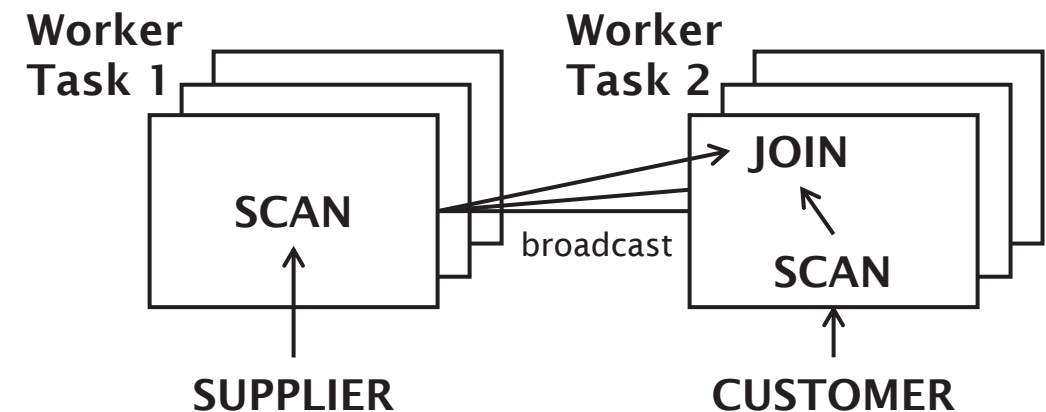 Worker
Task 1
Worker
Task 2
JOIN
SCAN
broadcast
SCAN
SUPPLIER
CUSTOMER